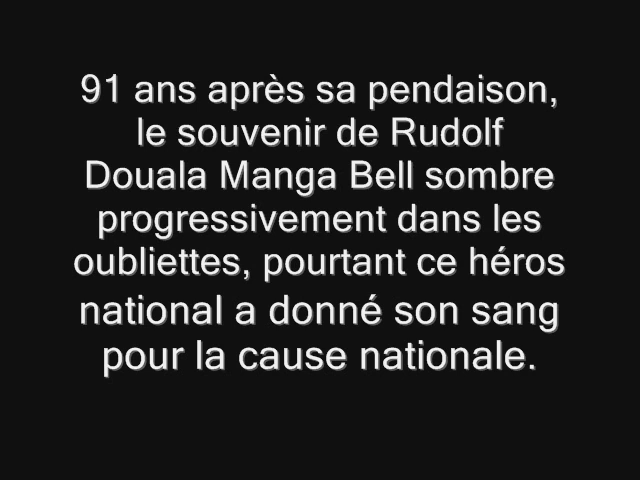 91 ans après sa pendaison,
le souvenir de Rudolf
Douala Manga Bell sombre
progressivement dans les
oubliettes, pourtant ce héros
national a donné son sang
pour la cause nationale.